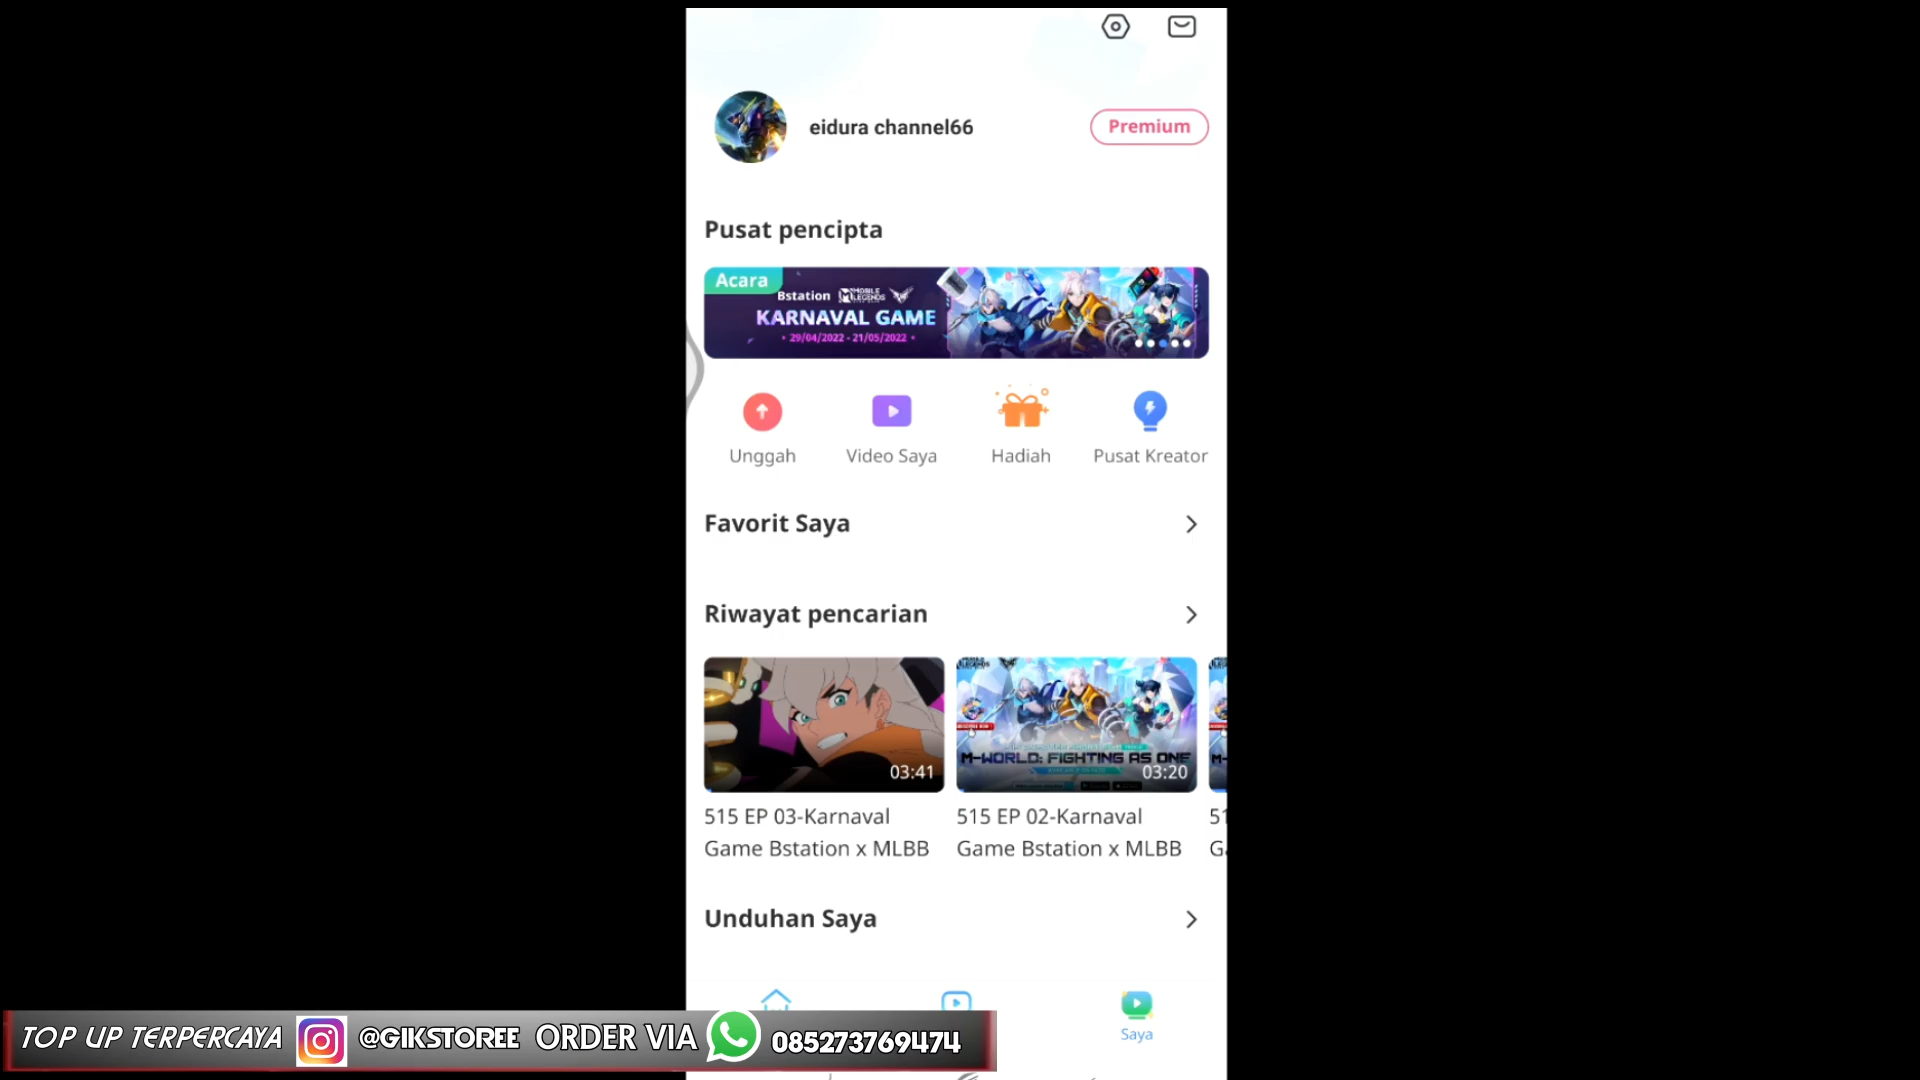 eidura channel66
Premium
Pusat pencipta
Acara
Bstation MOBILE LEGENDS
KARNAVAL GAME
• 29/04/2022 - 21/05/2022 •
Unggah
Video Saya
Hadiah
Pusat Kreator
Favorit Saya
Riwayat pencarian
M-WORLD: FIGHTING AS ONE
03:41
03:20
515 EP 03-Karnaval
Game Bstation x MLBB
515 EP 02-Karnaval
Game Bstation x MLBB
51
G
Unduhan Saya
Saya
TOP UP TERPERCAYA @GIKSTOREE ORDER VIA 085273769474